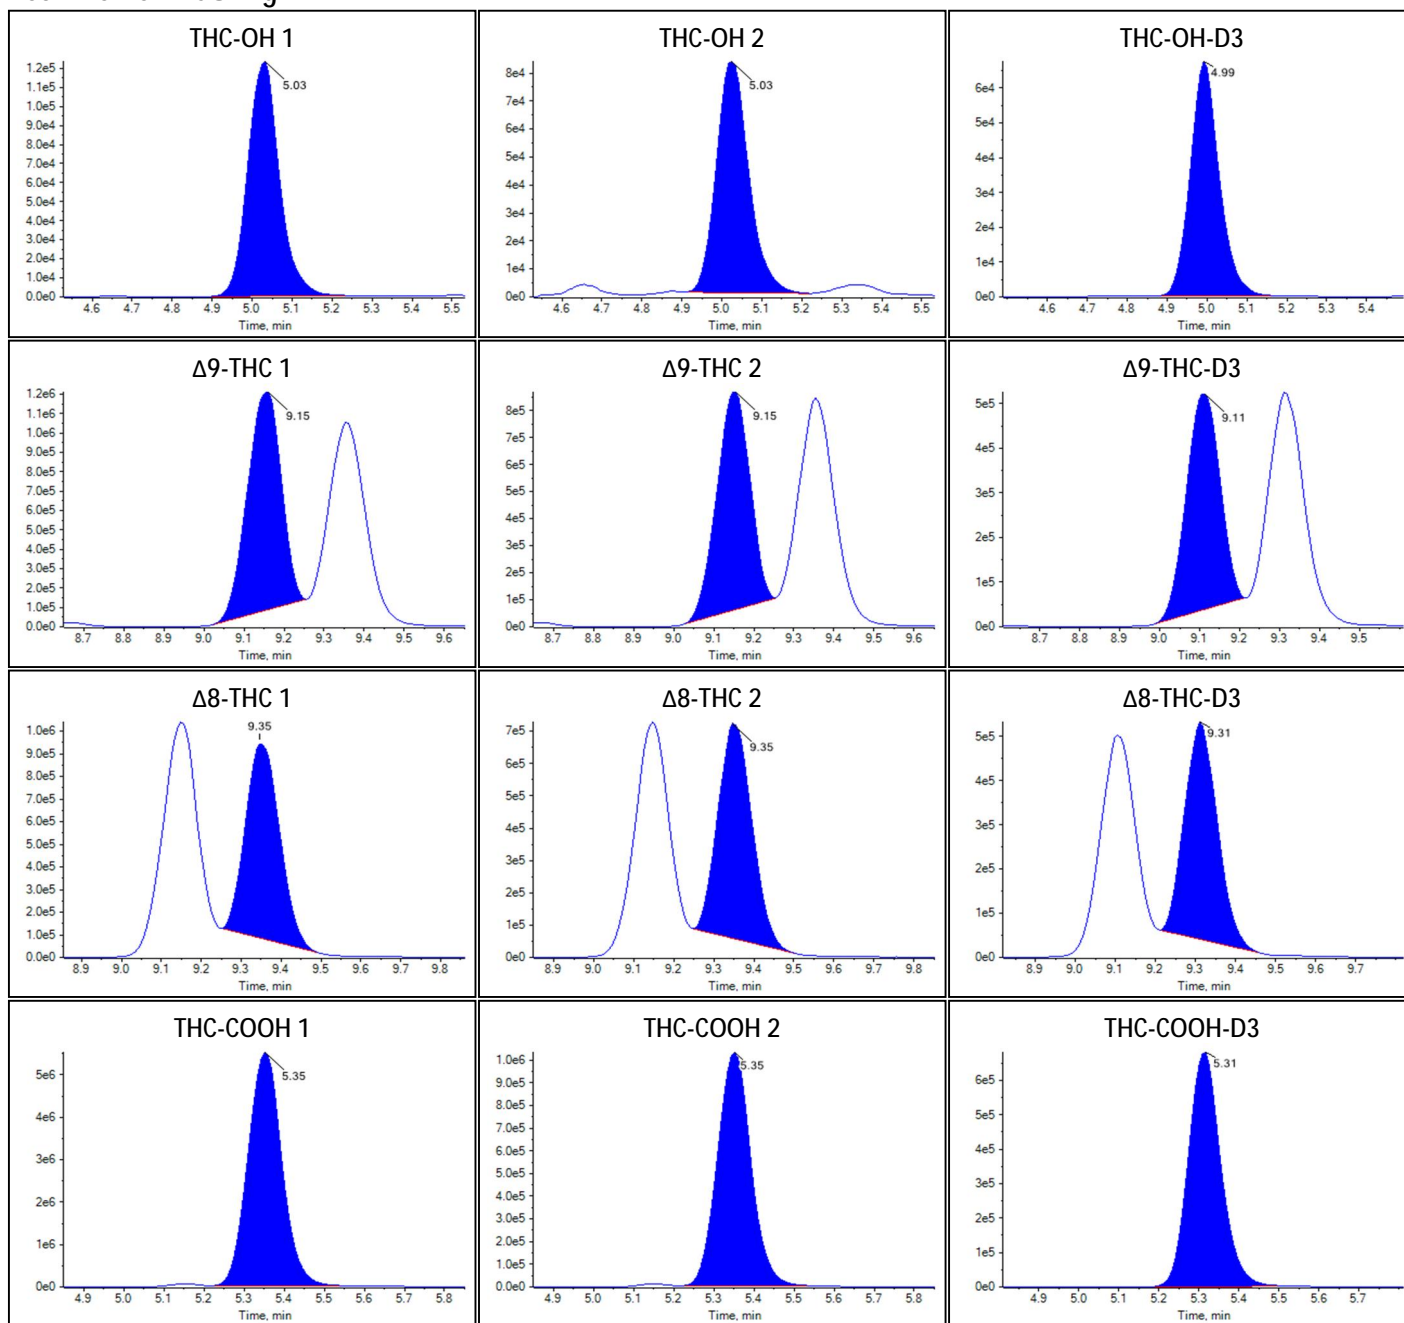 THC-OH 1
1.2e5
1.1e5
1.0e5
9.0e4
8.0e4
7.0e4
6.0e4
5.0e4
4.0e4
3.0e4
2.0e4
1.0e4
0.0e0
5.03
4.6 4.7 4.8 4.9 5.0 5.1 5.2 5.3 5.4 5.5
Time, min
THC-OH 2
8e4
7e4
6e4
5e4
4e4
3e4
2e4
1e4
0e0
5.03
4.6 4.7 4.8 4.9 5.0 5.1 5.2 5.3 5.4 5.5
Time, min
THC-OH-D3
6e4
5e4
4e4
3e4
2e4
1e4
0e0
4.99
4.6 4.7 4.8 4.9 5.0 5.1 5.2 5.3 5.4
Time, min
Δ9-THC 1
1.2e6
1.1e6
1.0e6
9.0e5
8.0e5
7.0e5
6.0e5
5.0e5
4.0e5
3.0e5
2.0e5
1.0e5
0.0e0
9.15
8.7 8.8 8.9 9.0 9.1 9.2 9.3 9.4 9.5 9.6
Time, min
Δ9-THC 2
8e5
7e5
6e5
5e5
4e5
3e5
2e5
1e5
0e0
9.15
8.7 8.8 8.9 9.0 9.1 9.2 9.3 9.4 9.5 9.6
Time, min
Δ9-THC-D3
5e5
4e5
3e5
2e5
1e5
0e0
9.11
8.7 8.8 8.9 9.0 9.1 9.2 9.3 9.4 9.5
Time, min
Δ8-THC 1
1.0e6
9.0e5
8.0e5
7.0e5
6.0e5
5.0e5
4.0e5
3.0e5
2.0e5
1.0e5
0.0e0
9.35
8.9 9.0 9.1 9.2 9.3 9.4 9.5 9.6 9.7 9.8
Time, min
Δ8-THC 2
7e5
6e5
5e5
4e5
3e5
2e5
1e5
0e0
9.35
8.9 9.0 9.1 9.2 9.3 9.4 9.5 9.6 9.7 9.8
Time, min
Δ8-THC-D3
5e5
4e5
3e5
2e5
1e5
0e0
9.31
8.9 9.0 9.1 9.2 9.3 9.4 9.5 9.6 9.7
Time, min
THC-COOH 1
5e6
4e6
3e6
2e6
1e6
0e0
5.35
4.9 5.0 5.1 5.2 5.3 5.4 5.5 5.6 5.7 5.8
Time, min
THC-COOH 2
1.0e6
9.0e5
8.0e5
7.0e5
6.0e5
5.0e5
4.0e5
3.0e5
2.0e5
1.0e5
0.0e0
5.35
4.9 5.0 5.1 5.2 5.3 5.4 5.5 5.6 5.7 5.8
Time, min
THC-COOH-D3
6e5
5e5
4e5
3e5
2e5
1e5
0e0
5.31
4.9 5.0 5.1 5.2 5.3 5.4 5.5 5.6 5.7
Time, min